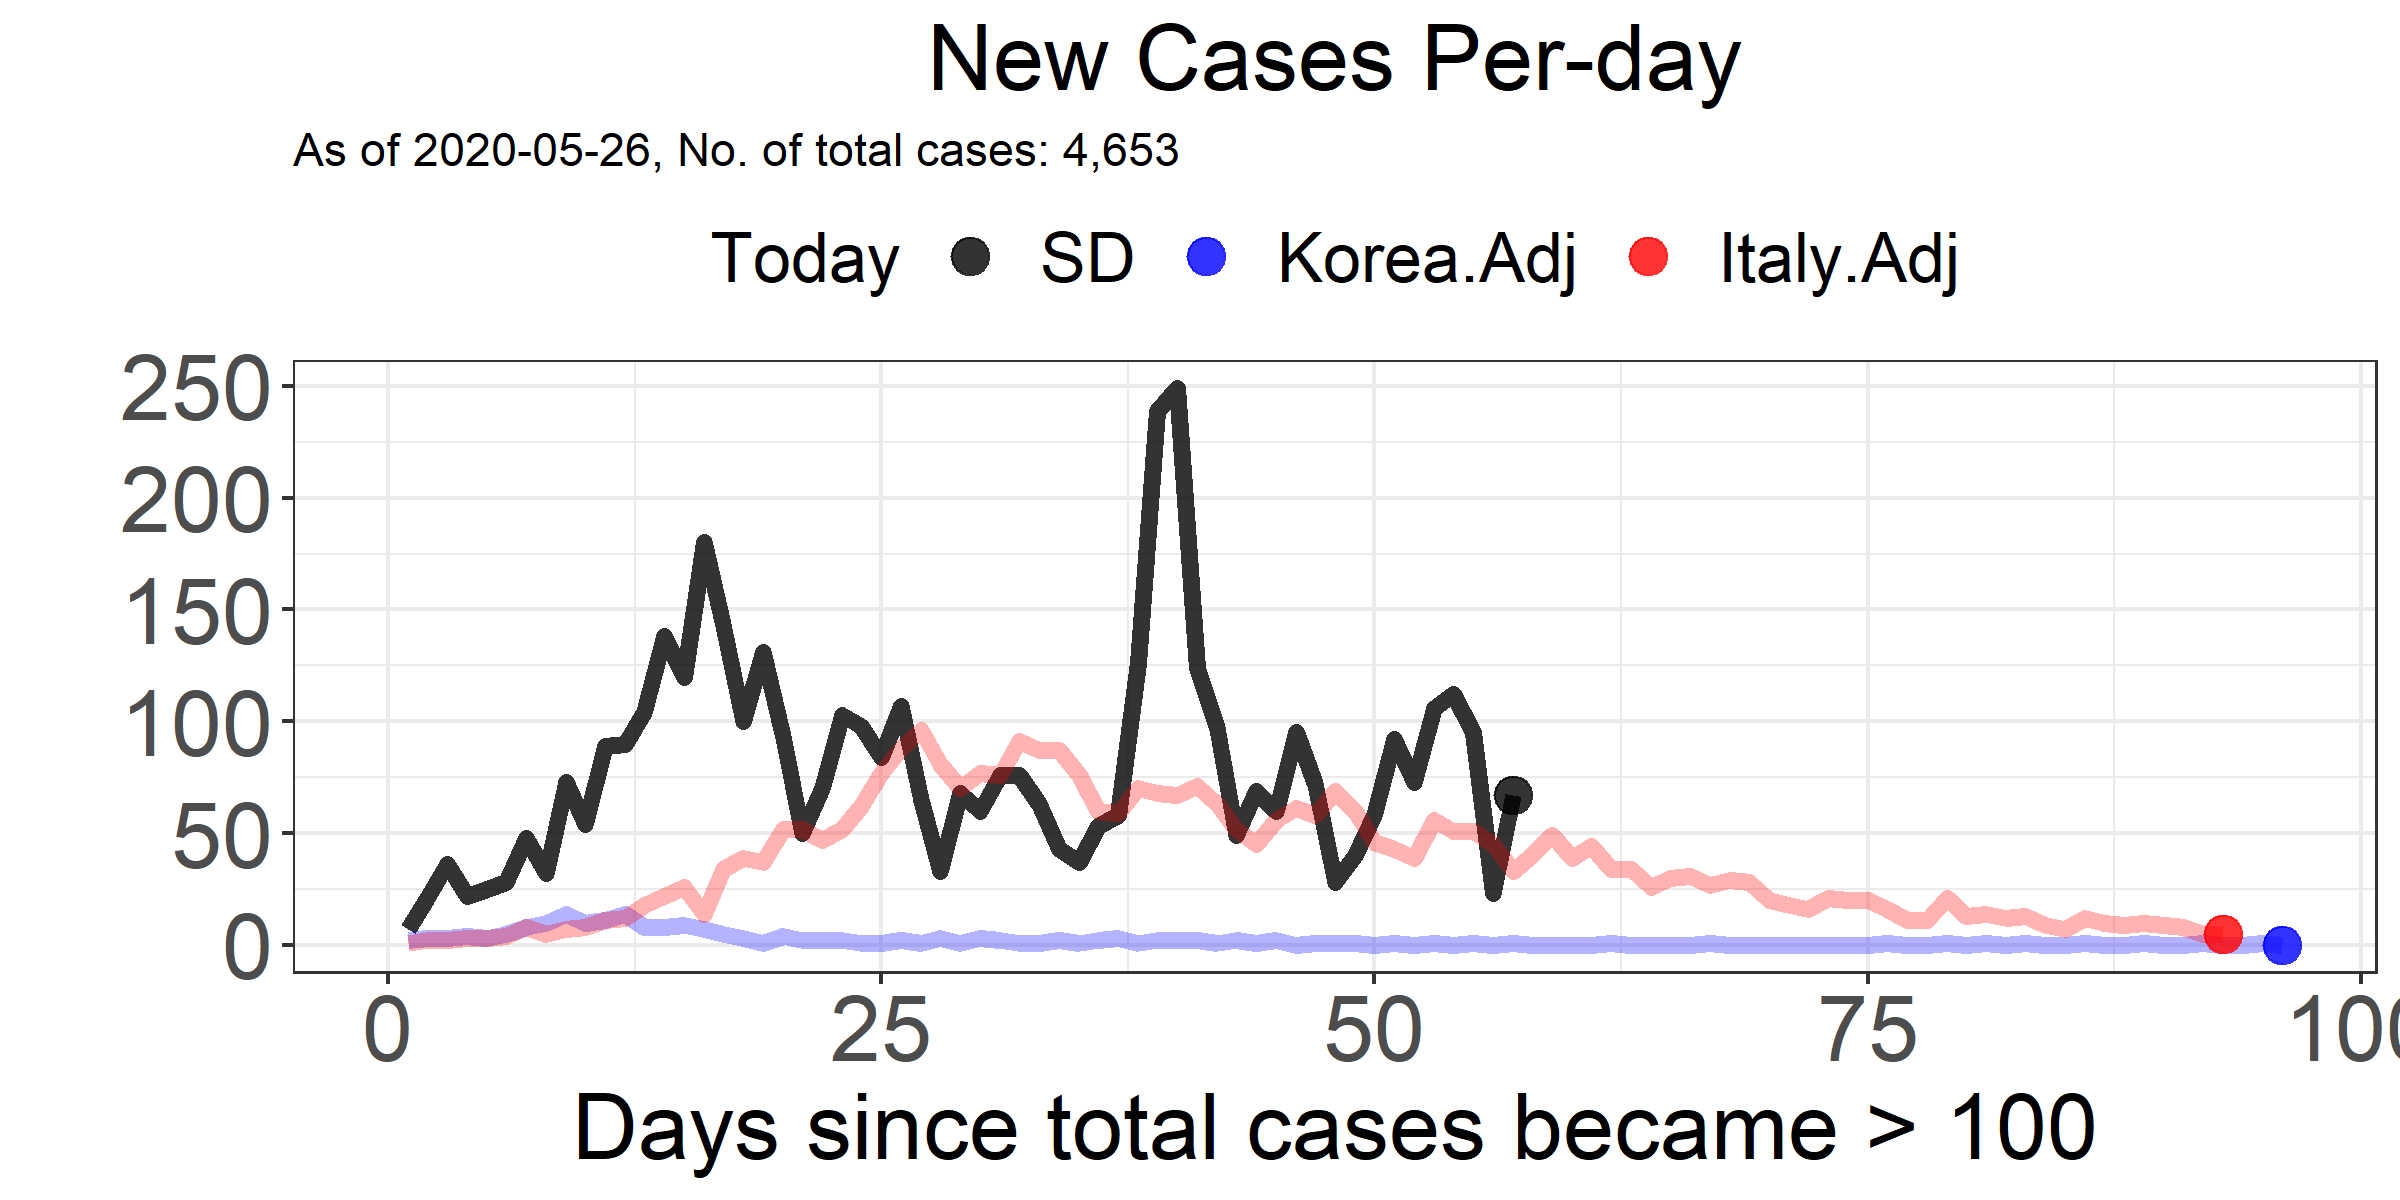 New Cases Per-day
As of 2020-05-26, No. of total cases: 4,653
Today SD Korea.Adj Italy.Adj
250
200
150
100
50
0
0 25 50 75 100
Days since total cases became > 100